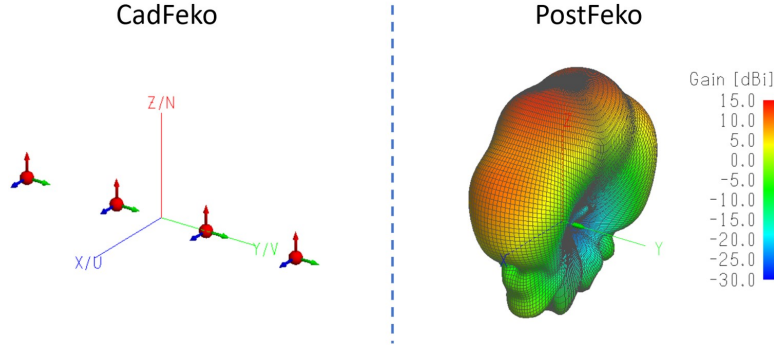 CadFeko
PostFeko
Z/N
X/U
Y/V
Z
X
Y
Gain [dBi]
15.0
10.0
5.0
0.0
-5.0
-10.0
-15.0
-20.0
-25.0
-30.0